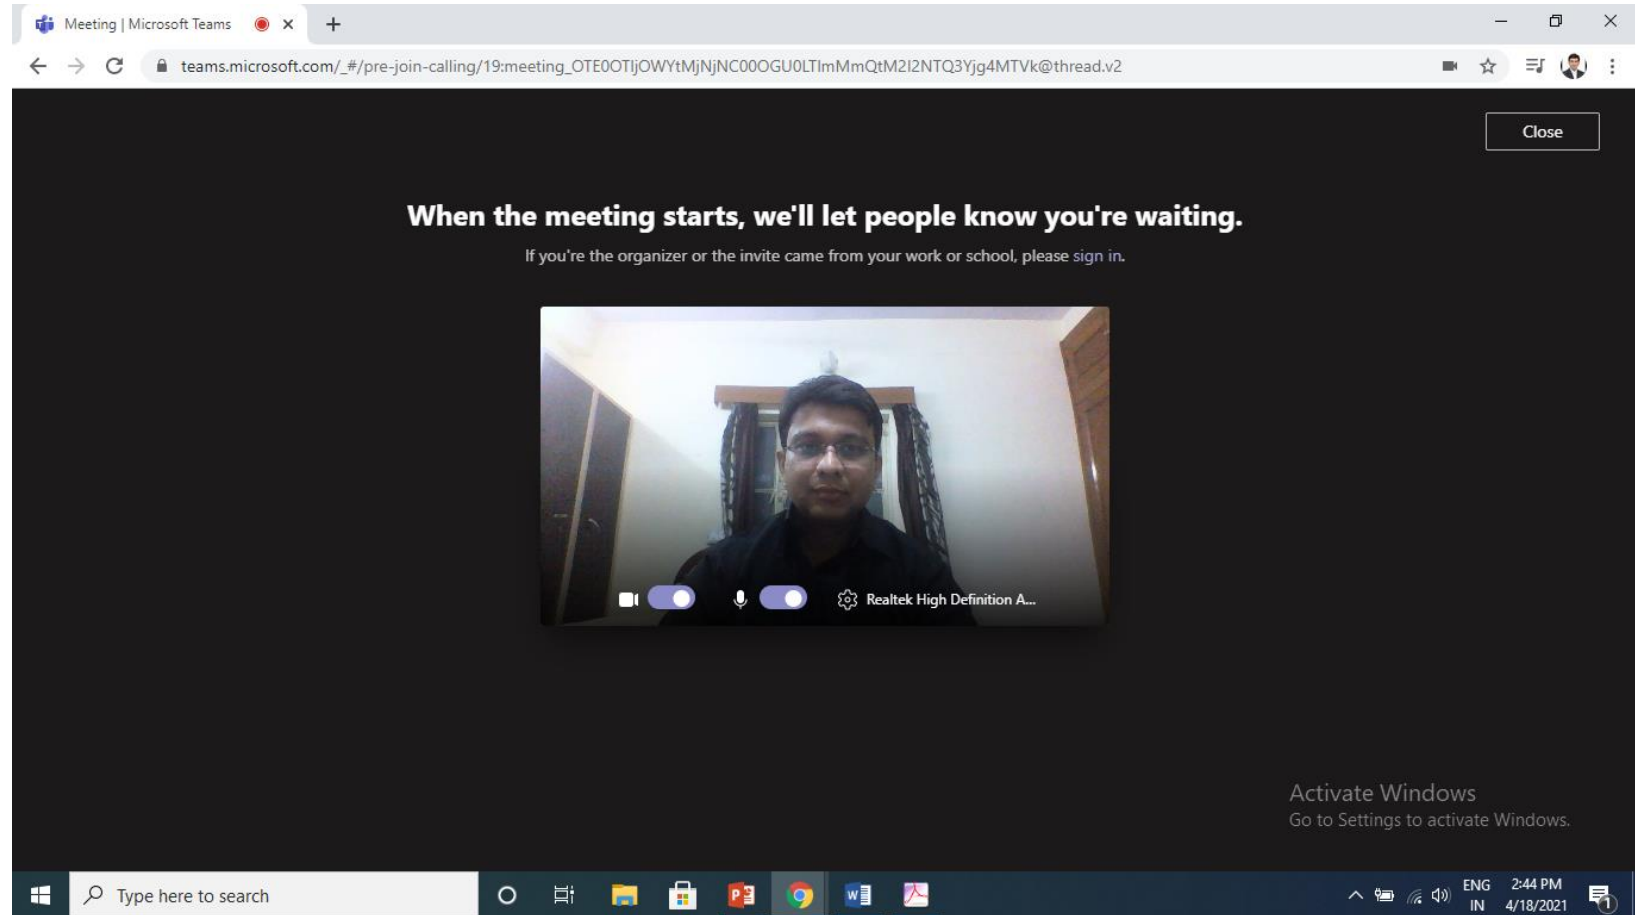 Meeting | Microsoft Teams
teams.microsoft.com/_#/pre-join-calling/19:meeting_OTE0OTIjOWYtMjNjNC00OGU0LTImMmQtM2I2NTQ3Yjg4MTVk@thread.v2
Close
When the meeting starts, we'll let people know you're waiting.
If you're the organizer or the invite came from your work or school, please sign in.
Realtek High Definition A...
Activate Windows
Go to Settings to activate Windows.
Type here to search
ENG 2:44 PM
IN 4/18/2021
1